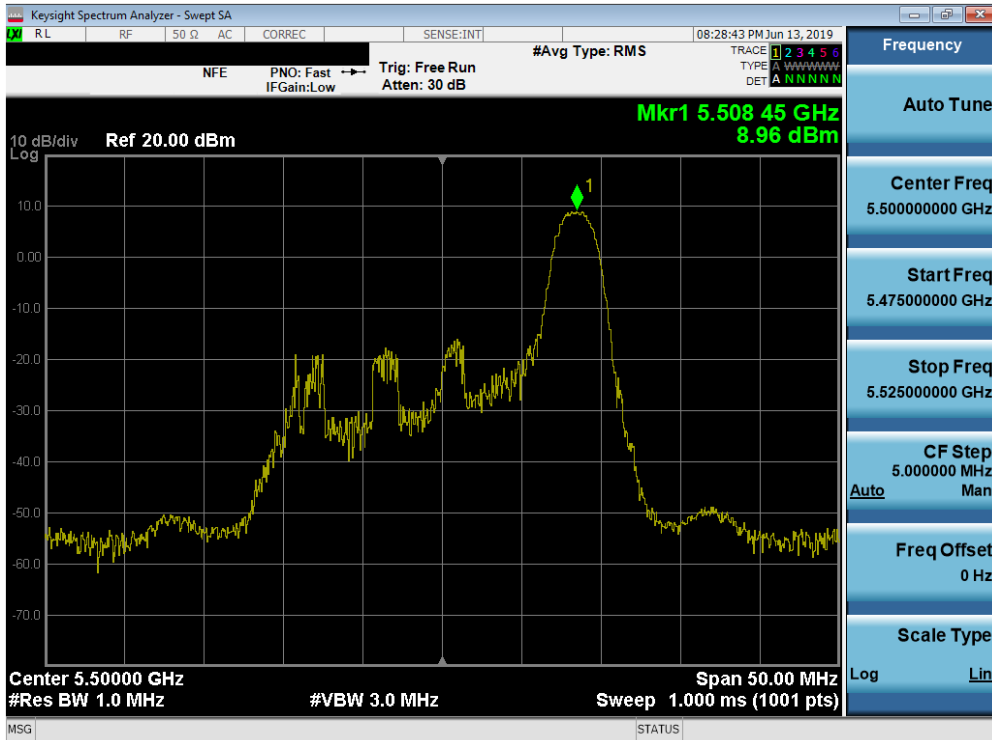 Keysight Spectrum Analyzer - Swept SA
LXI RL RF 50 Ω AC CORREC SENSE:INT 08:28:43 PM Jun 13, 2019
NFE PNO: Fast Trig: Free Run #Avg Type: RMS TRACE 1 2 3 4 5 6
IFGain:Low Atten: 30 dB TYPE A WWWWW
DET A N N N N N
Mkr1 5.508 45 GHz
8.96 dBm
10 dB/div Ref 20.00 dBm
Log
1
10.0
0.00
-10.0
-20.0
-30.0
-40.0
-50.0
-60.0
-70.0
Center 5.50000 GHz Span 50.00 MHz
#Res BW 1.0 MHz #VBW 3.0 MHz Sweep 1.000 ms (1001 pts)
MSG STATUS
Frequency
Auto Tune
Center Freq
5.500000000 GHz
Start Freq
5.475000000 GHz
Stop Freq
5.525000000 GHz
CF Step
5.000000 MHz
Auto Man
Freq Offset
0 Hz
Scale Type
Log Lin